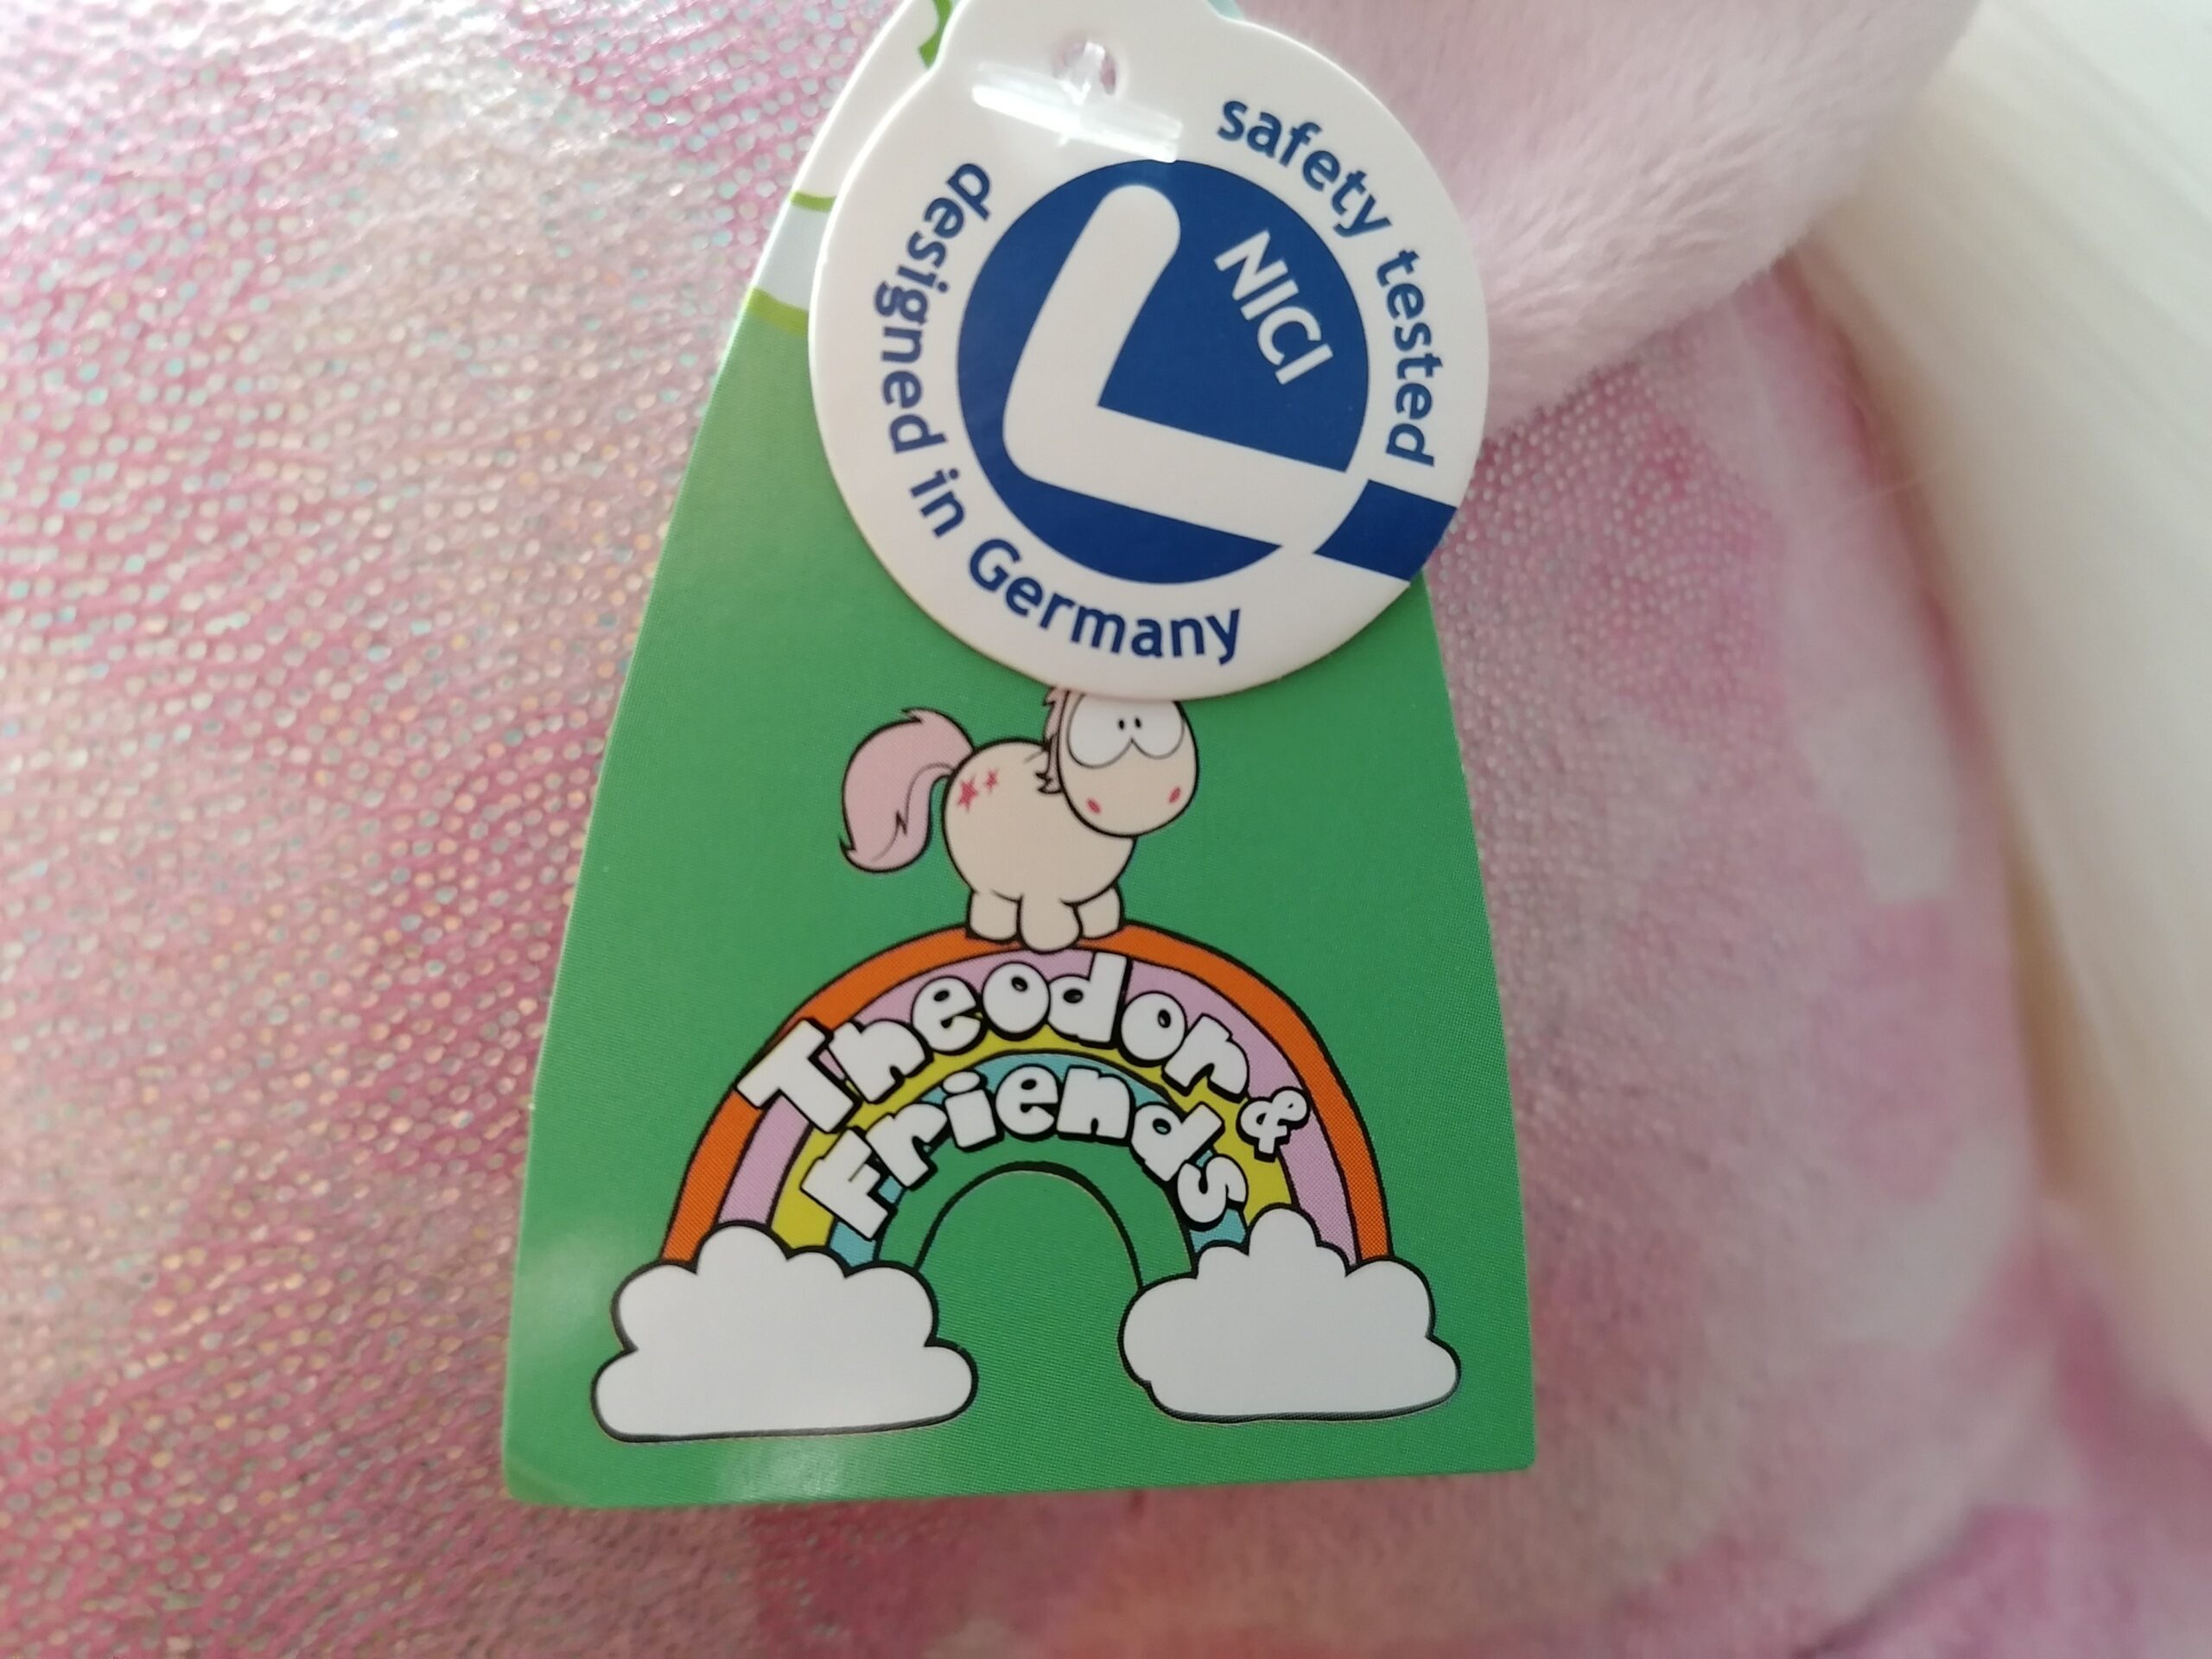 safety tested
NICI
designed in Germany
Theodor &
Friends